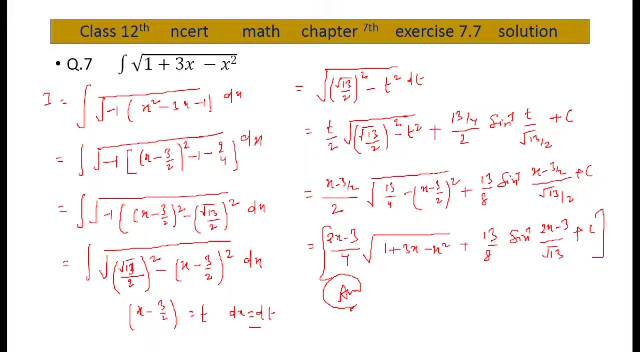 Class 12th ncert math chapter 7th exercise 7.7 solution
• Q.7 ∫ √1 + 3x − x²
I = ∫ √-1 (x² - 3x - 1) dx
= ∫ √-1 [(x - 3/2)² - 1 - 9/4] dx
= ∫ √-1 ((x - 3/2)² - (√13/2)² dx
= ∫ √(√13/2)² - (x - 3/2)² dx
(x - 3/2) = t dx = dt
= √(√13/2)² - t² dt
= t/2 √(√13/2)² - t² + 13/4/2 Sin⁻¹ t/√13/2 + C
= x-3/2/2 √13/4 - (x - 3/2)² + 13/8 Sin⁻¹ x-3/2/√13/2 + C
= [2x-3/4 √1 + 3x - x² + 13/8 Sin⁻¹ 2x-3/√13 + C]
Ans